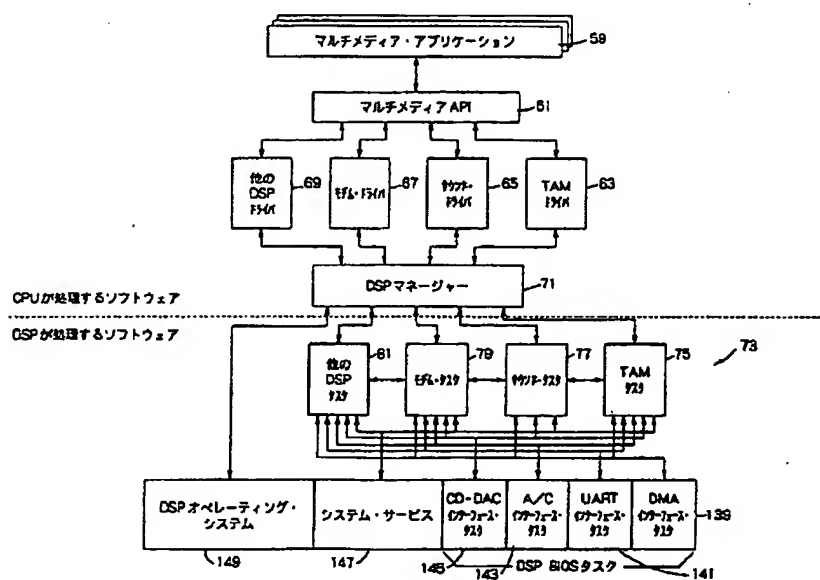 マルチメディア・アプリケーション
59
マルチメディア API
61
他の
DSP
ドライバ
69
モデム・ドライバ
67
サウンド・
ドライバ
65
TAM
ドライバ
63
DSPマネージャー
71
CPUが処理するソフトウェア
DSPが処理するソフトウェア
73
81
79
77
75
他の
DSP
タスク
モデム・タスク
サウンド・タスク
TAM
タスク
DSPオペレーティング・
システム
システム・サービス
CD-DAC
インターフェース・
タスク
A/C
インターフェース・
タスク
UART
インターフェース・
タスク
DMA
インターフェース・
タスク
139
149
147
145
143
DSP BIOSタスク
141